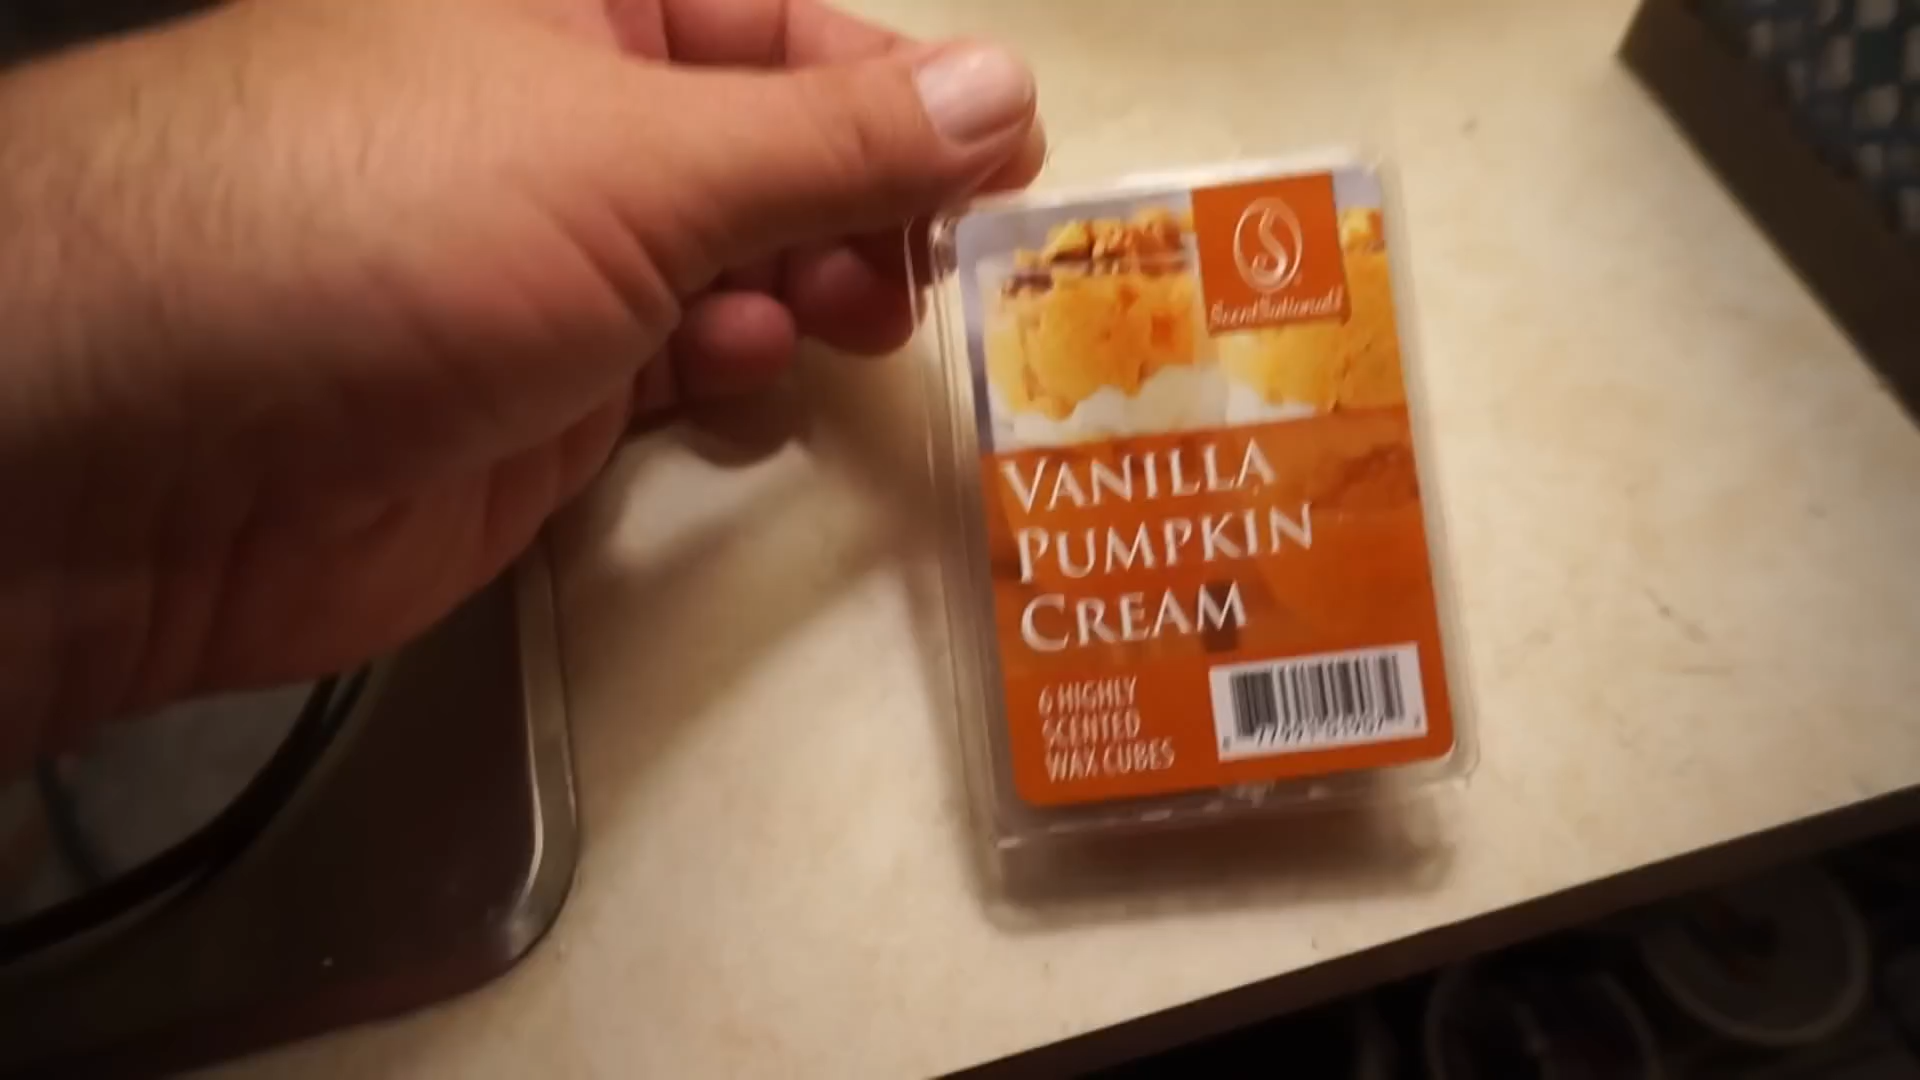 ScentSationals
VANILLA
PUMPKIN
CREAM
6 HIGHLY
SCENTED
WAX CUBES